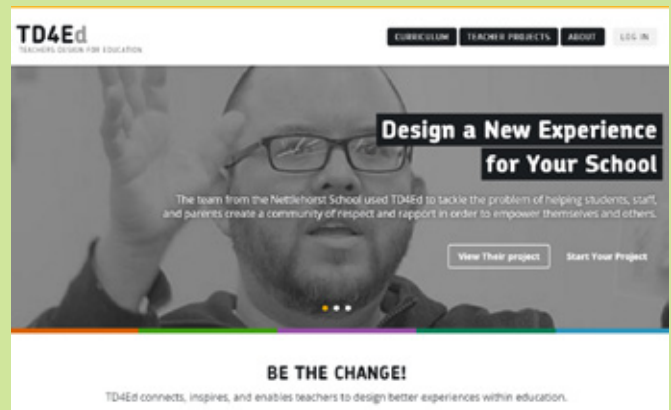 TD4Ed
TEACHERS DESIGN FOR EDUCATION
CURRICULUM TEACHER PROJECTS ABOUT LOG IN
Design a New Experience
for Your School
The team from the Nettlehorst School used TD4Ed to tackle the problem of helping students, staff,
and parents create a community of respect and rapport in order to empower themselves and others.
View Their project Start Your Project
BE THE CHANGE!
TD4Ed connects, inspires, and enables teachers to design better experiences within education.